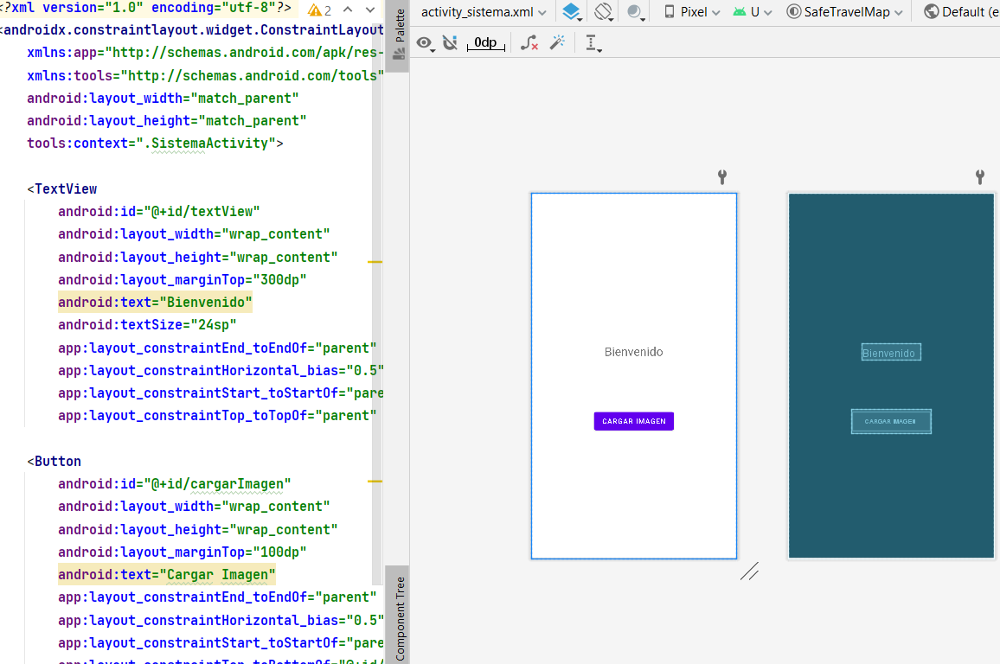 <?xml version="1.0" encoding="utf-8"?>
2
<androidx.constraintlayout.widget.ConstraintLayout
xmlns:app="http://schemas.android.com/apk/res-
xmlns:tools="http://schemas.android.com/tools"
android:layout_width="match_parent"
android:layout_height="match_parent"
tools:context=".SistemaActivity">
<TextView
android:id="@+id/textView"
android:layout_width="wrap_content"
android:layout_height="wrap_content"
android:layout_marginTop="300dp"
android:text="Bienvenido"
android:textSize="24sp"
app:layout_constraintEnd_toEndOf="parent"
app:layout_constraintHorizontal_bias="0.5"
app:layout_constraintStart_toStartOf="pare
app:layout_constraintTop_toTopOf="parent"
<Button
android:id="@+id/cargarImagen"
android:layout_width="wrap_content"
android:layout_height="wrap_content"
android:layout_marginTop="100dp"
android:text="Cargar Imagen"
app:layout_constraintEnd_toEndOf="parent"
app:layout_constraintHorizontal_bias="0.5"
app:layout_constraintStart_toStartOf="pare
app:layout_constraintTop_toBottomOf="@+id/
Palette
Component Tree
activity_sistema.xml
Pixel
U
SafeTravelMap
Default (e
0dp
Bienvenido
CARGAR IMAGEN
Bienvenido
CARGAR IMAGEN